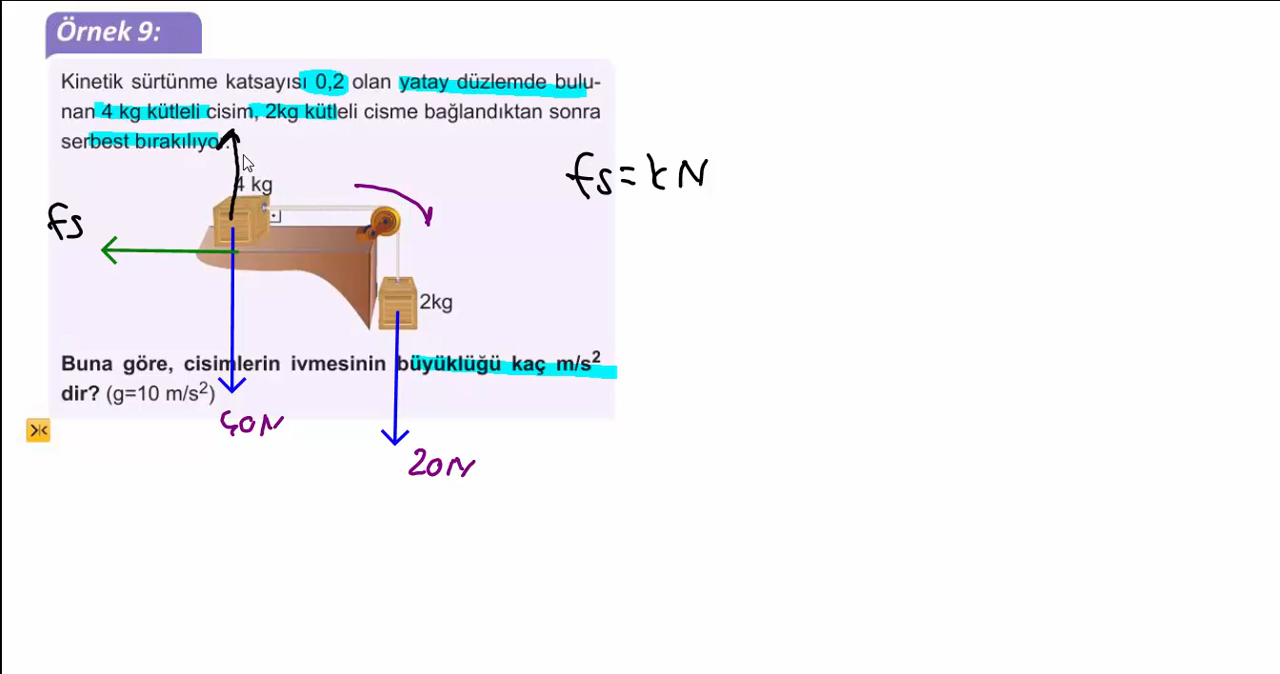 Örnek 9:
Kinetik sürtünme katsayısı 0,2 olan yatay düzlemde bulu-
nan 4 kg kütleli cisim, 2kg kütleli cisme bağlandıktan sonra
serbest bırakılıyor.
fs = k N
4 kg
fs
2kg
Buna göre, cisimlerin ivmesinin büyüklüğü kaç m/s²
dir? (g=10 m/s²)
40N
20N